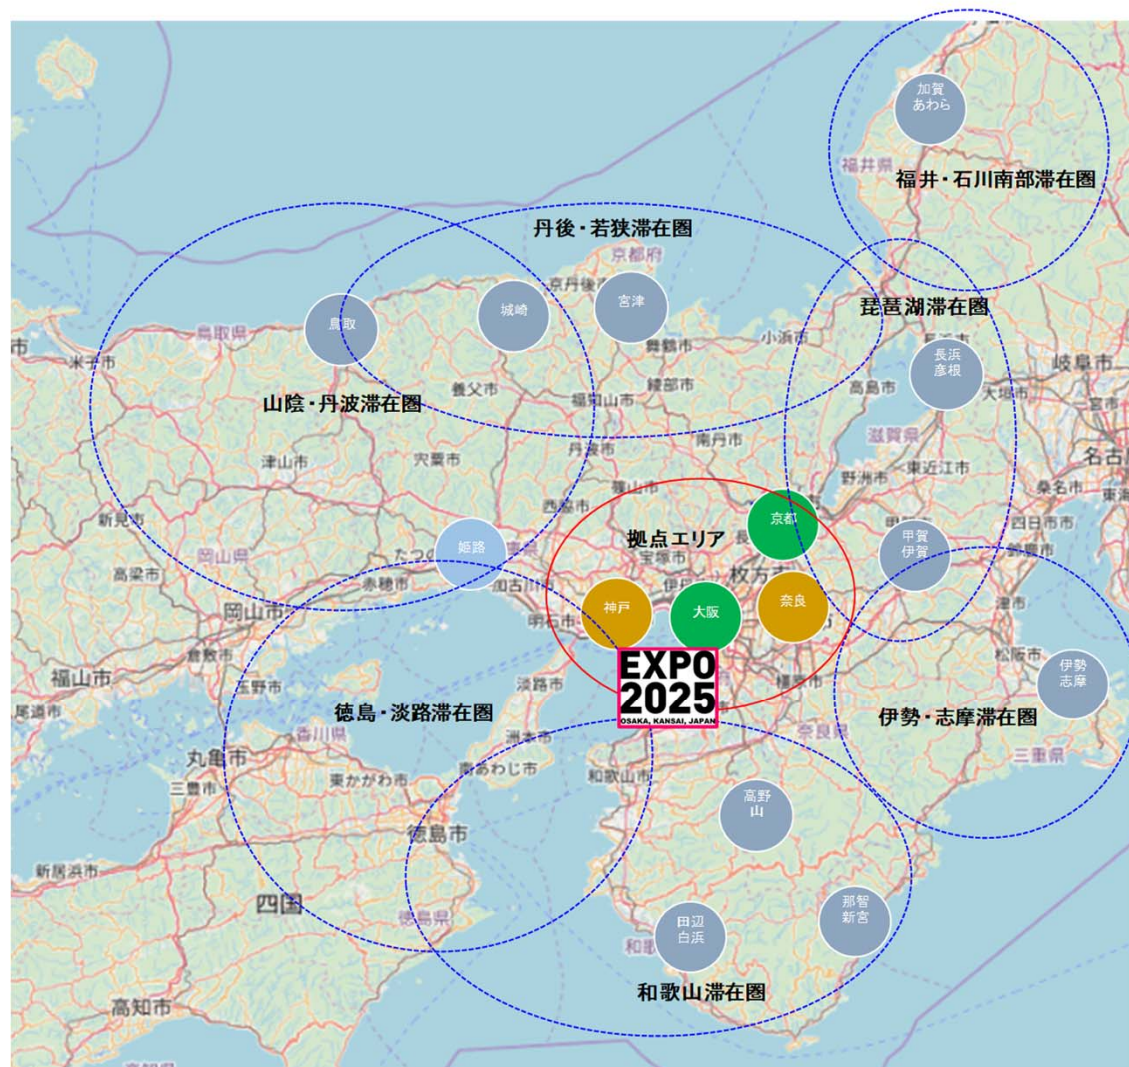 加賀
あわら
福井県
福井・石川南部滞在圏
丹後・若狭滞在圏
京都府
京丹後市
城崎
宮津
琵琶湖滞在圏
鳥取
鳥取県
米子市
舞鶴市
小浜市
長浜
彦根
岐阜市
養父市
綾部市
福知山市
高島市
大垣市
山陰・丹波滞在圏
滋賀県
津山市
宍粟市
丹波市
南丹市
野洲市
東近江市
桑名市
新見市
西脇市
篠山市
京都
四日市市
拠点エリア
甲賀
伊賀
岡山県
姫路
宝塚市
鈴鹿市
高梁市
赤穂市
加古川市
枚方市
岡山市
明石市
神戸
大阪
奈良
津市
倉敷市
松阪市
福山市
玉野市
淡路市
EXPO
2025
OSAKA, KANSAI, JAPAN
橿原市
伊勢
志摩
尾道市
徳島・淡路滞在圏
伊勢・志摩滞在圏
香川県
洲本市
奈良県
三重県
丸亀市
三豊市
東かがわ市
南あわじ市
和歌山市
高野
山
徳島市
新居浜市
四国
徳島県
田辺
白浜
那智
新宮
和歌山滞在圏
高知市